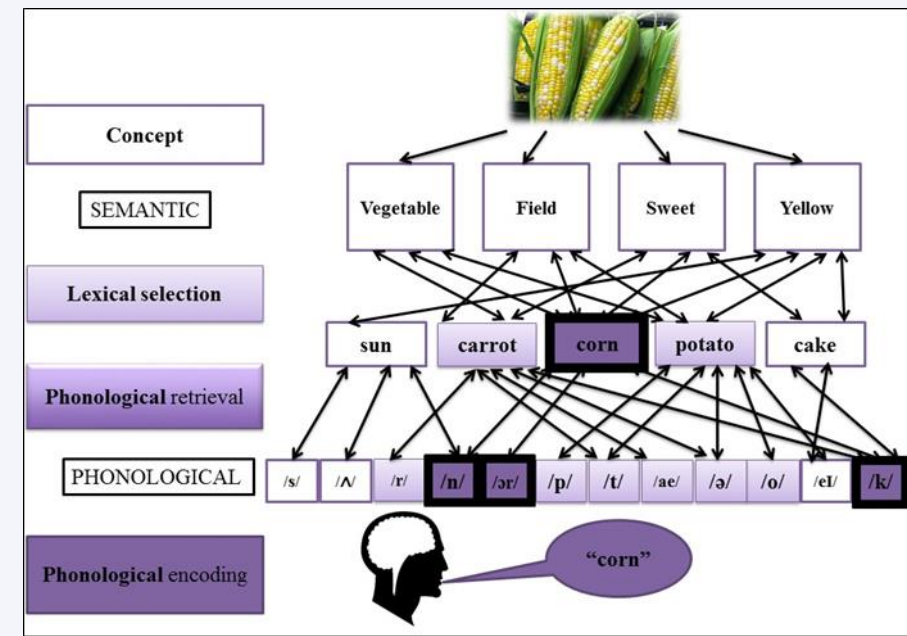 Concept
SEMANTIC
Vegetable
Field
Sweet
Yellow
Lexical selection
sun
carrot
corn
potato
cake
Phonological retrieval
PHONOLOGICAL
/s/
/ʌ/
/r/
/n/
/ɔr/
/p/
/t/
/ae/
/ə/
/o/
/eI/
/k/
Phonological encoding
“corn”